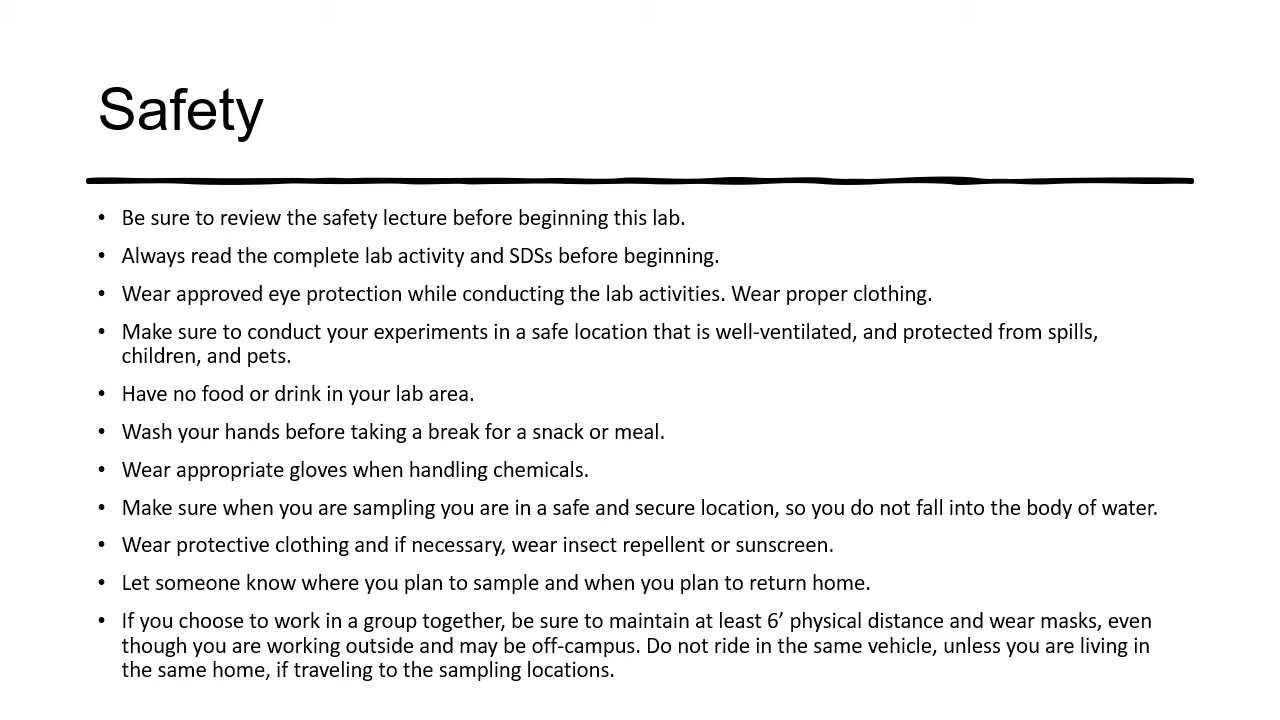 Safety
• Be sure to review the safety lecture before beginning this lab.
• Always read the complete lab activity and SDSs before beginning.
• Wear approved eye protection while conducting the lab activities. Wear proper clothing.
• Make sure to conduct your experiments in a safe location that is well-ventilated, and protected from spills,
children, and pets.
• Have no food or drink in your lab area.
• Wash your hands before taking a break for a snack or meal.
• Wear appropriate gloves when handling chemicals.
• Make sure when you are sampling you are in a safe and secure location, so you do not fall into the body of water.
• Wear protective clothing and if necessary, wear insect repellent or sunscreen.
• Let someone know where you plan to sample and when you plan to return home.
• If you choose to work in a group together, be sure to maintain at least 6’ physical distance and wear masks, even
though you are working outside and may be off-campus. Do not ride in the same vehicle, unless you are living in
the same home, if traveling to the sampling locations.